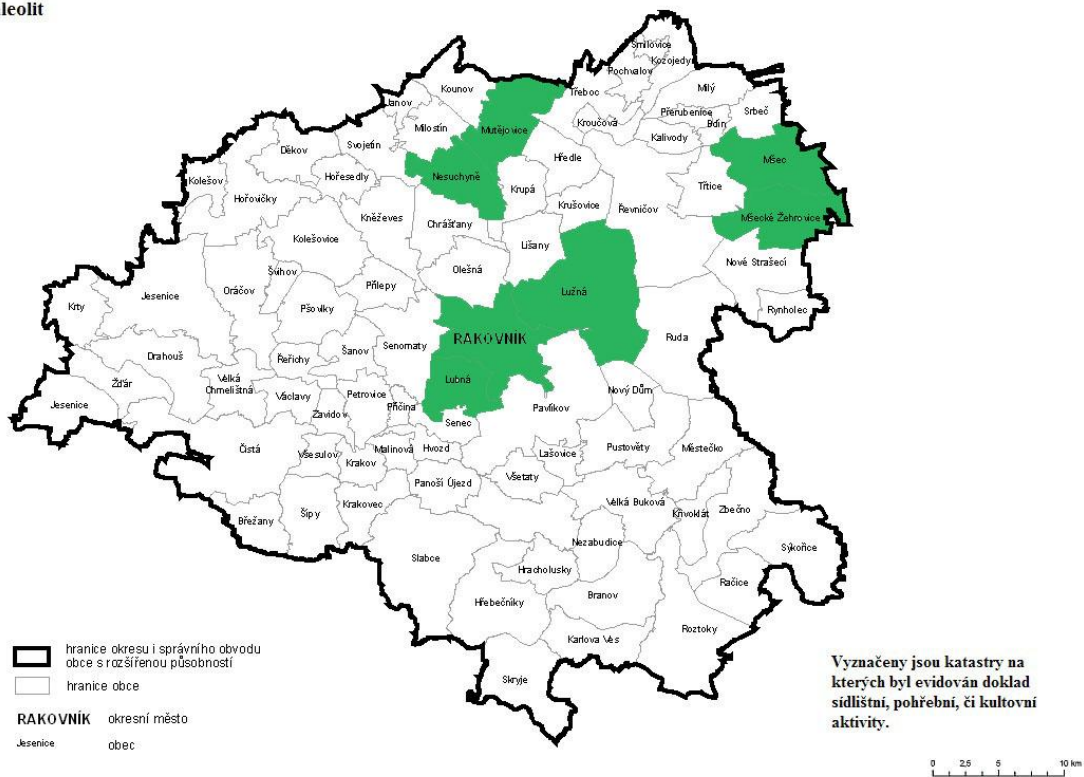 leolit
Smilovice
Kozojedy
Pochvalov
Kounov
Třeboc
Milý
Janov
Přerubenice
Srbeč
Milostín
Mutějovice
Kroučová
Bdín
Kalivody
Svojetín
Děkov
Hředle
Mšec
Kolešov
Hořesedly
Nesuchyně
Krupá
Třtice
Hořovičky
Krušovice
Řevničov
Kněževes
Chrášťany
Mšecké Žehrovice
Kolešovice
Lišany
Nové Strašecí
Olešná
Švihov
Přílepy
Jesenice
Oráčov
Lužná
Krty
Pšovlky
Rynholec
RAKOVNÍK
Ruda
Šanov
Senomaty
Drahouš
Řeřichy
Žďár
Velká
Chmelištná
Lubná
Václavy
Petrovice
Nový Dům
Jesenice
Zavidov
Příčina
Pavlíkov
Senec
Čistá
Všesulov
Malinová
Hvozd
Lašovice
Pustověty
Městečko
Krakov
Panoší Újezd
Všetaty
Krakovec
Velká Buková
Křivoklát
Zbečno
Šípy
Břežany
Nezabudice
Sýkořice
Slabce
Hracholusky
Račice
Hřebečníky
Branov
Roztoky
Karlova Ves
Skryje
hranice okresu i správního obvodu
obce s rozšířenou působností
hranice obce
RAKOVNÍK okresní město
Jesenice obec
Vyznačeny jsou katastry na
kterých byl evidován doklad
sídlištní, pohřební, či kultovní
aktivity.
0 2,5 5 10 km